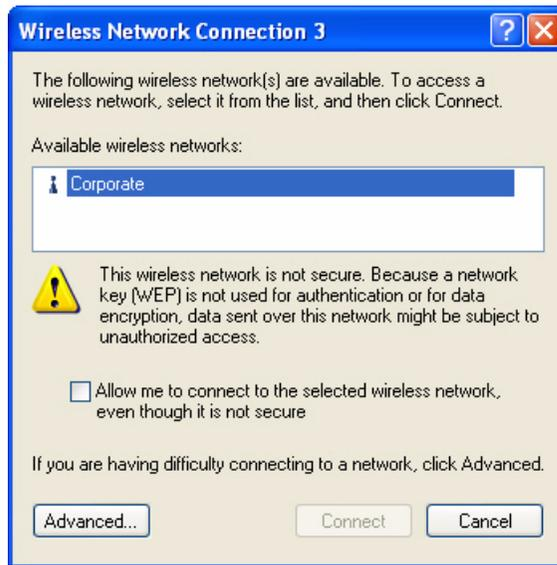 Wireless Network Connection 3
The following wireless network(s) are available. To access a
wireless network, select it from the list, and then click Connect.
Available wireless networks:
Corporate
This wireless network is not secure. Because a network
key (WEP) is not used for authentication or for data
encryption, data sent over this network might be subject to
unauthorized access.
Allow me to connect to the selected wireless network,
even though it is not secure
If you are having difficulty connecting to a network, click Advanced.
Advanced... Connect Cancel